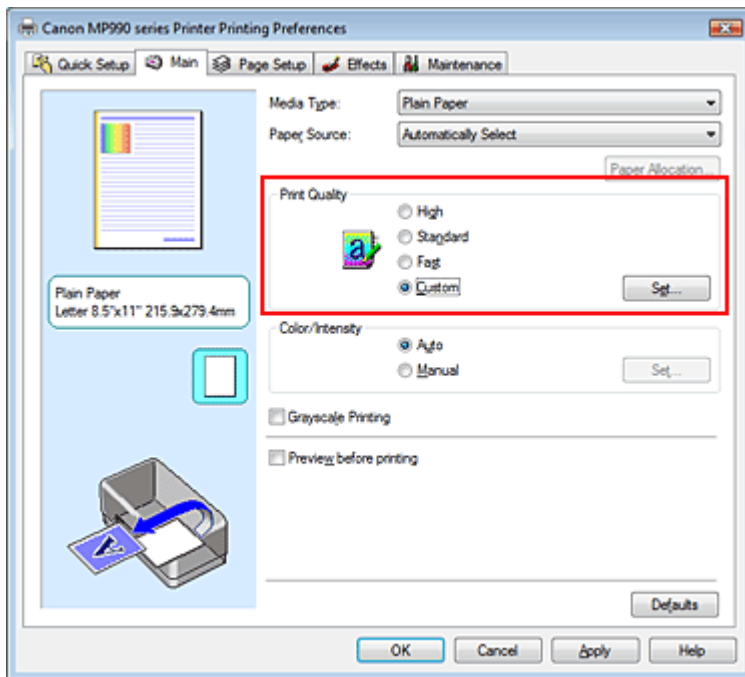 Canon MP990 series Printer Printing Preferences
Quick Setup Main Page Setup Effects Maintenance
Media Type: Plain Paper
Paper Source: Automatically Select
Paper Allocation...
Print Quality
High
Standard
Fast
Custom Set...
Plain Paper
Letter 8.5"x11" 215.9x279.4mm
Color/Intensity
Auto
Manual Set...
Grayscale Printing
Preview before printing
Defaults
OK Cancel Apply Help